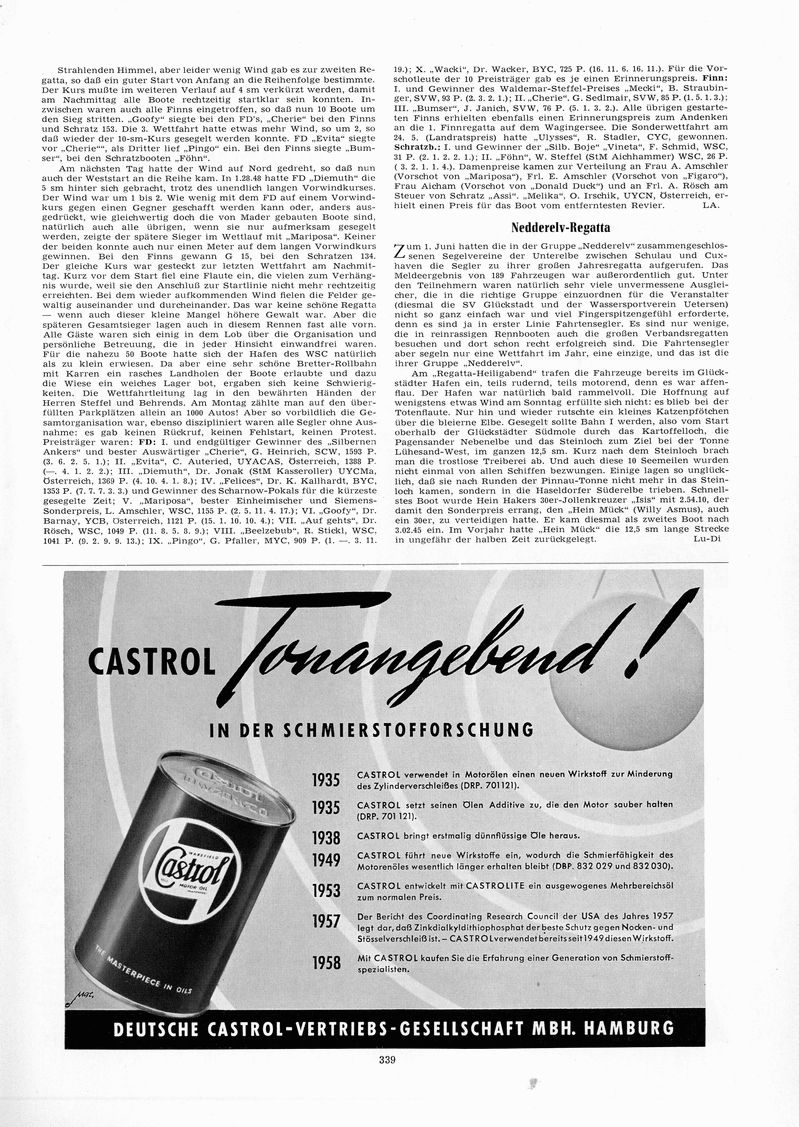 Strahlenden Himmel, aber leider wenig Wind gab es zur zweiten Re-
gatta, so daß ein guter Start von Anfang an die Reihenfolge bestimmte.
Der Kurs mußte im weiteren Verlauf auf 4 sm verkürzt werden, damit
am Nachmittag alle Boote rechtzeitig startklar sein konnten. In-
zwischen waren auch alle Finns eingetroffen, so daß nun 10 Boote um
den Sieg stritten. „Goofy“ siegte bei den FD's, „Cherie“ bei den Finns
und Schratz 153. Die 3. Wettfahrt hatte etwas mehr Wind, so um 2, so
daß wieder der 10-sm-Kurs gesegelt werden konnte. FD „Evita“ siegte
vor „Cherie““, als Dritter lief „Pingo“ ein. Bei den Finns siegte „Bum-
ser“, bei den Schratzbooten „Föhn“.
Am nächsten Tag hatte der Wind auf Nord gedreht, so daß nun
auch der Weststart an die Reihe kam. In 1.28.48 hatte FD „Diemuth“ die
5 sm hinter sich gebracht, trotz des unendlich langen Vorwindkurses.
Der Wind war um 1 bis 2. Wie wenig mit dem FD auf einem Vorwind-
kurs gegen einen Gegner geschafft werden kann oder, anders aus-
gedrückt, wie gleichwertig doch die von Mader gebauten Boote sind,
natürlich auch alle übrigen, wenn sie nur aufmerksam gesegelt
werden, zeigte der spätere Sieger im Wettlauf mit „Mariposa“. Keiner
der beiden konnte auch nur einen Meter auf dem langen Vorwindkurs
gewinnen. Bei den Finns gewann G 15, bei den Schratzen 134.
Der gleiche Kurs war gesteckt zur letzten Wettfahrt am Nachmit-
tag. Kurz vor dem Start fiel eine Flaute ein, die vielen zum Verhäng-
nis wurde, weil sie den Anschluß zur Startlinie nicht mehr rechtzeitig
erreichten. Bei dem wieder aufkommenden Wind fielen die Felder ge-
waltig auseinander und durcheinander. Das war keine schöne Regatta
— wenn auch dieser kleine Mangel höhere Gewalt war. Aber die
späteren Gesamtsieger lagen auch in diesem Rennen fast alle vorn.
Alle Gäste waren sich einig in dem Lob über die Organisation und
persönliche Betreuung, die in jeder Hinsicht einwandfrei waren.
Für die nahezu 50 Boote hatte sich der Hafen des WSC natürlich
als zu klein erwiesen. Da aber eine sehr schöne Bretter-Rollbahn
mit Karren ein rasches Landholen der Boote erlaubte und dazu
die Wiese ein weiches Lager bot, ergaben sich keine Schwierig-
keiten. Die Wettfahrtleitung lag in den bewährten Händen der
Herren Steffel und Behrends. Am Montag zählte man auf den über-
füllten Parkplätzen allein an 1000 Autos! Aber so vorbildlich die Ge-
samtorganisation war, ebenso diszipliniert waren alle Segler ohne Aus-
nahme: es gab keinen Rückruf, keinen Fehlstart, keinen Protest.
Preisträger waren: FD: I. und endgültiger Gewinner des „Silbernen
Ankers“ und bester Auswärtiger „Cherie“, G. Heinrich, SCW, 1593 P.
(3. 6. 2. 5. 1.); II. „Evita“, C. Auteried, UYACAS, Österreich, 1388 P.
(—. 4. 1. 2. 2.); III. „Diemuth“, Dr. Jonak (StM Kasseroller) UYCMa,
Österreich, 1369 P. (4. 10. 4. 1. 8.); IV. „Felices“, Dr. K. Kallhardt, BYC,
1353 P. (7. 7. 7. 3. 3.) und Gewinner des Scharnow-Pokals für die kürzeste
gesegelte Zeit; V. „Mariposa“, bester Einheimischer und Siemens-
Sonderpreis, L. Amschler, WSC, 1155 P. (2. 5. 11. 4. 17.); VI. „Goofy“, Dr.
Barnay, YCB, Österreich, 1121 P. (15. 1. 10. 10. 4.); VII. „Auf gehts“, Dr.
Rösch, WSC, 1049 P. (11. 8. 5. 8. 9.); VIII. „Beelzebub“, R. Stickl, WSC,
1041 P. (9. 2. 9. 9. 13.); IX. „Pingo“, G. Pfaller, MYC, 909 P. (1. —. 3. 11.
19.); X. „Wacki“, Dr. Wacker, BYC, 725 P. (16. 11. 6. 16. 11.). Für die Vor-
schotleute der 10 Preisträger gab es je einen Erinnerungspreis. Finn:
I. und Gewinner des Waldemar-Steffel-Preises „Mecki“, B. Straubin-
ger, SVW, 93 P. (2. 3. 2. 1.); II. „Cherie“. G. Sedlmair, SVW, 85 P. (1. 5. 1. 3.);
III. „Bumser“, J. Janich, SVW, 76 P. (5. 1. 3. 2.). Alle übrigen gestarte-
ten Finns erhielten ebenfalls einen Erinnerungspreis zum Andenken
an die 1. Finnregatta auf dem Wagingersee. Die Sonderwettfahrt am
24. 5. (Landratspreis) hatte „Ulysses“, R. Stadler, CYC, gewonnen.
Schratzb.: I. und Gewinner der „Silb. Boje“ „Vineta“, F. Schmid, WSC,
31 P. (2. 1. 2. 2. 1.); II. „Föhn“, W. Steffel (StM Aichhammer) WSC, 26 P.
( 3. 2. 1. 1. 4.). Damenpreise kamen zur Verteilung an Frau A. Amschler
(Vorschot von „Mariposa“), Frl. E. Amschler (Vorschot von „Figaro“),
Frau Aicham (Vorschot von „Donald Duck“) und an Frl. A. Rösch am
Steuer von Schratz „Assi“. „Melika“, O. Irschik, UYCN, Österreich, er-
hielt einen Preis für das Boot vom entferntesten Revier. LA.
Nedderelv-Regatta
Zum 1. Juni hatten die in der Gruppe „Nedderelv“ zusammengeschlos-
senen Segelvereine der Unterelbe zwischen Schulau und Cux-
haven die Segler zu ihrer großen Jahresregatta aufgerufen. Das
Meldeergebnis von 189 Fahrzeugen war außerordentlich gut. Unter
den Teilnehmern waren natürlich sehr viele unvermessene Ausglei-
cher, die in die richtige Gruppe einzuordnen für die Veranstalter
(diesmal die SV Glückstadt und der Wassersportverein Uetersen)
nicht so ganz einfach war und viel Fingerspitzengefühl erforderte,
denn es sind ja in erster Linie Fahrtensegler. Es sind nur wenige,
die in reinrassigen Rennbooten auch die großen Verbandsregatten
besuchen und dort schon recht erfolgreich sind. Die Fahrtensegler
aber segeln nur eine Wettfahrt im Jahr, eine einzige, und das ist die
ihrer Gruppe „Nedderelv“.
Am „Regatta-Heiligabend“ trafen die Fahrzeuge bereits im Glück-
städter Hafen ein, teils rudernd, teils motorend, denn es war affen-
flau. Der Hafen war natürlich bald rammelvoll. Die Hoffnung auf
wenigstens etwas Wind am Sonntag erfüllte sich nicht: es blieb bei der
Totenflaute. Nur hin und wieder rutschte ein kleines Katzenpfötchen
über die bleierne Elbe. Gesegelt sollte Bahn I werden, also vom Start
oberhalb der Glückstädter Südmole durch das Kartoffelloch, die
Pagensander Nebenelbe und das Steinloch zum Ziel bei der Tonne
Lühesand-West, im ganzen 12,5 sm. Kurz nach dem Steinloch brach
man die trostlose Treiberei ab. Und auch diese 10 Seemeilen wurden
nicht einmal von allen Schiffen bezwungen. Einige lagen so unglück-
lich, daß sie nach Runden der Pinnau-Tonne nicht mehr in das Stein-
loch kamen, sondern in die Haseldorfer Süderelbe trieben. Schnell-
stes Boot wurde Hein Hakers 30er-Jollenkreuzer „Isis“ mit 2.54.10, der
damit den Sonderpreis errang, den „Hein Mück“ (Willy Asmus), auch
ein 30er, zu verteidigen hatte. Er kam diesmal als zweites Boot nach
3.02.45 ein. Im Vorjahr hatte „Hein Mück“ die 12,5 sm lange Strecke
in ungefähr der halben Zeit zurückgelegt. Lu-Di
CASTROL Tonangebend!
IN DER SCHMIERSTOFFORSCHUNG
1935 CASTROL verwendet in Motorölen einen neuen Wirkstoff zur Minderung
des Zylinderverschleißes (DRP. 701121).
1935 CASTROL setzt seinen Ölen Additive zu, die den Motor sauber halten
(DRP. 701 121).
1938 CASTROL bringt erstmalig dünnflüssige Öle heraus.
1949 CASTROL führt neue Wirkstoffe ein, wodurch die Schmierfähigkeit des
Motorenöles wesentlich länger erhalten bleibt (DBP. 832 029 und 832 030).
1953 CASTROL entwickelt mit CASTROLITE ein ausgewogenes Mehrbereichsöl
zum normalen Preis.
1957 Der Bericht des Coordinating Research Council der USA des Jahres 1957
legt dar, daß Zinkdialkyldithiophosphat der beste Schutz gegen Nocken- und
Stösselverschleiß ist. – CASTROL verwendet bereits seit 1949 diesen Wirkstoff.
1958 Mit CASTROL kaufen Sie die Erfahrung einer Generation von Schmierstoff-
spezialisten.
WAKEFIELD
Castrol
MOTOR OIL
THE MASTERPIECE IN OILS
DEUTSCHE CASTROL-VERTRIEBS-GESELLSCHAFT MBH. HAMBURG
339